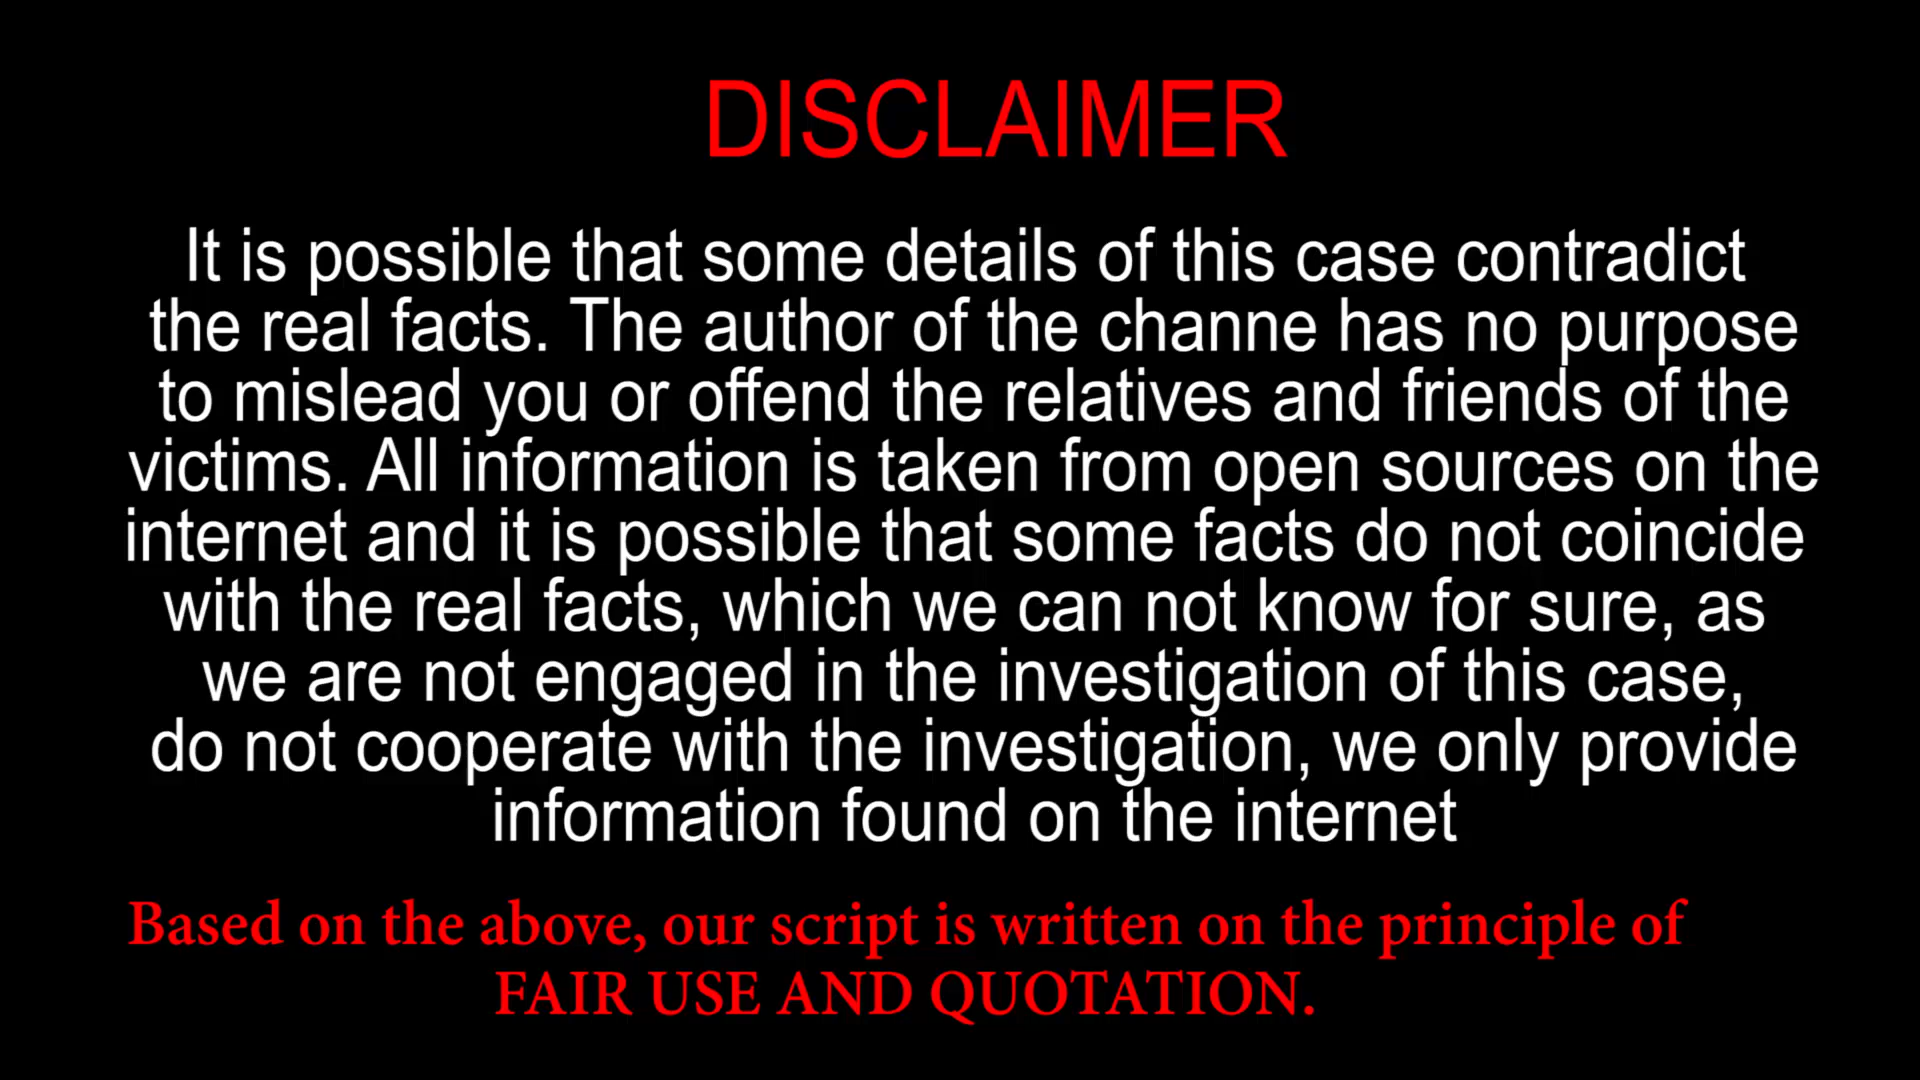 DISCLAIMER
It is possible that some details of this case contradict
the real facts. The author of the channe has no purpose
to mislead you or offend the relatives and friends of the
victims. All information is taken from open sources on the
internet and it is possible that some facts do not coincide
with the real facts, which we can not know for sure, as
we are not engaged in the investigation of this case,
do not cooperate with the investigation, we only provide
information found on the internet
Based on the above, our script is written on the principle of
FAIR USE AND QUOTATION.